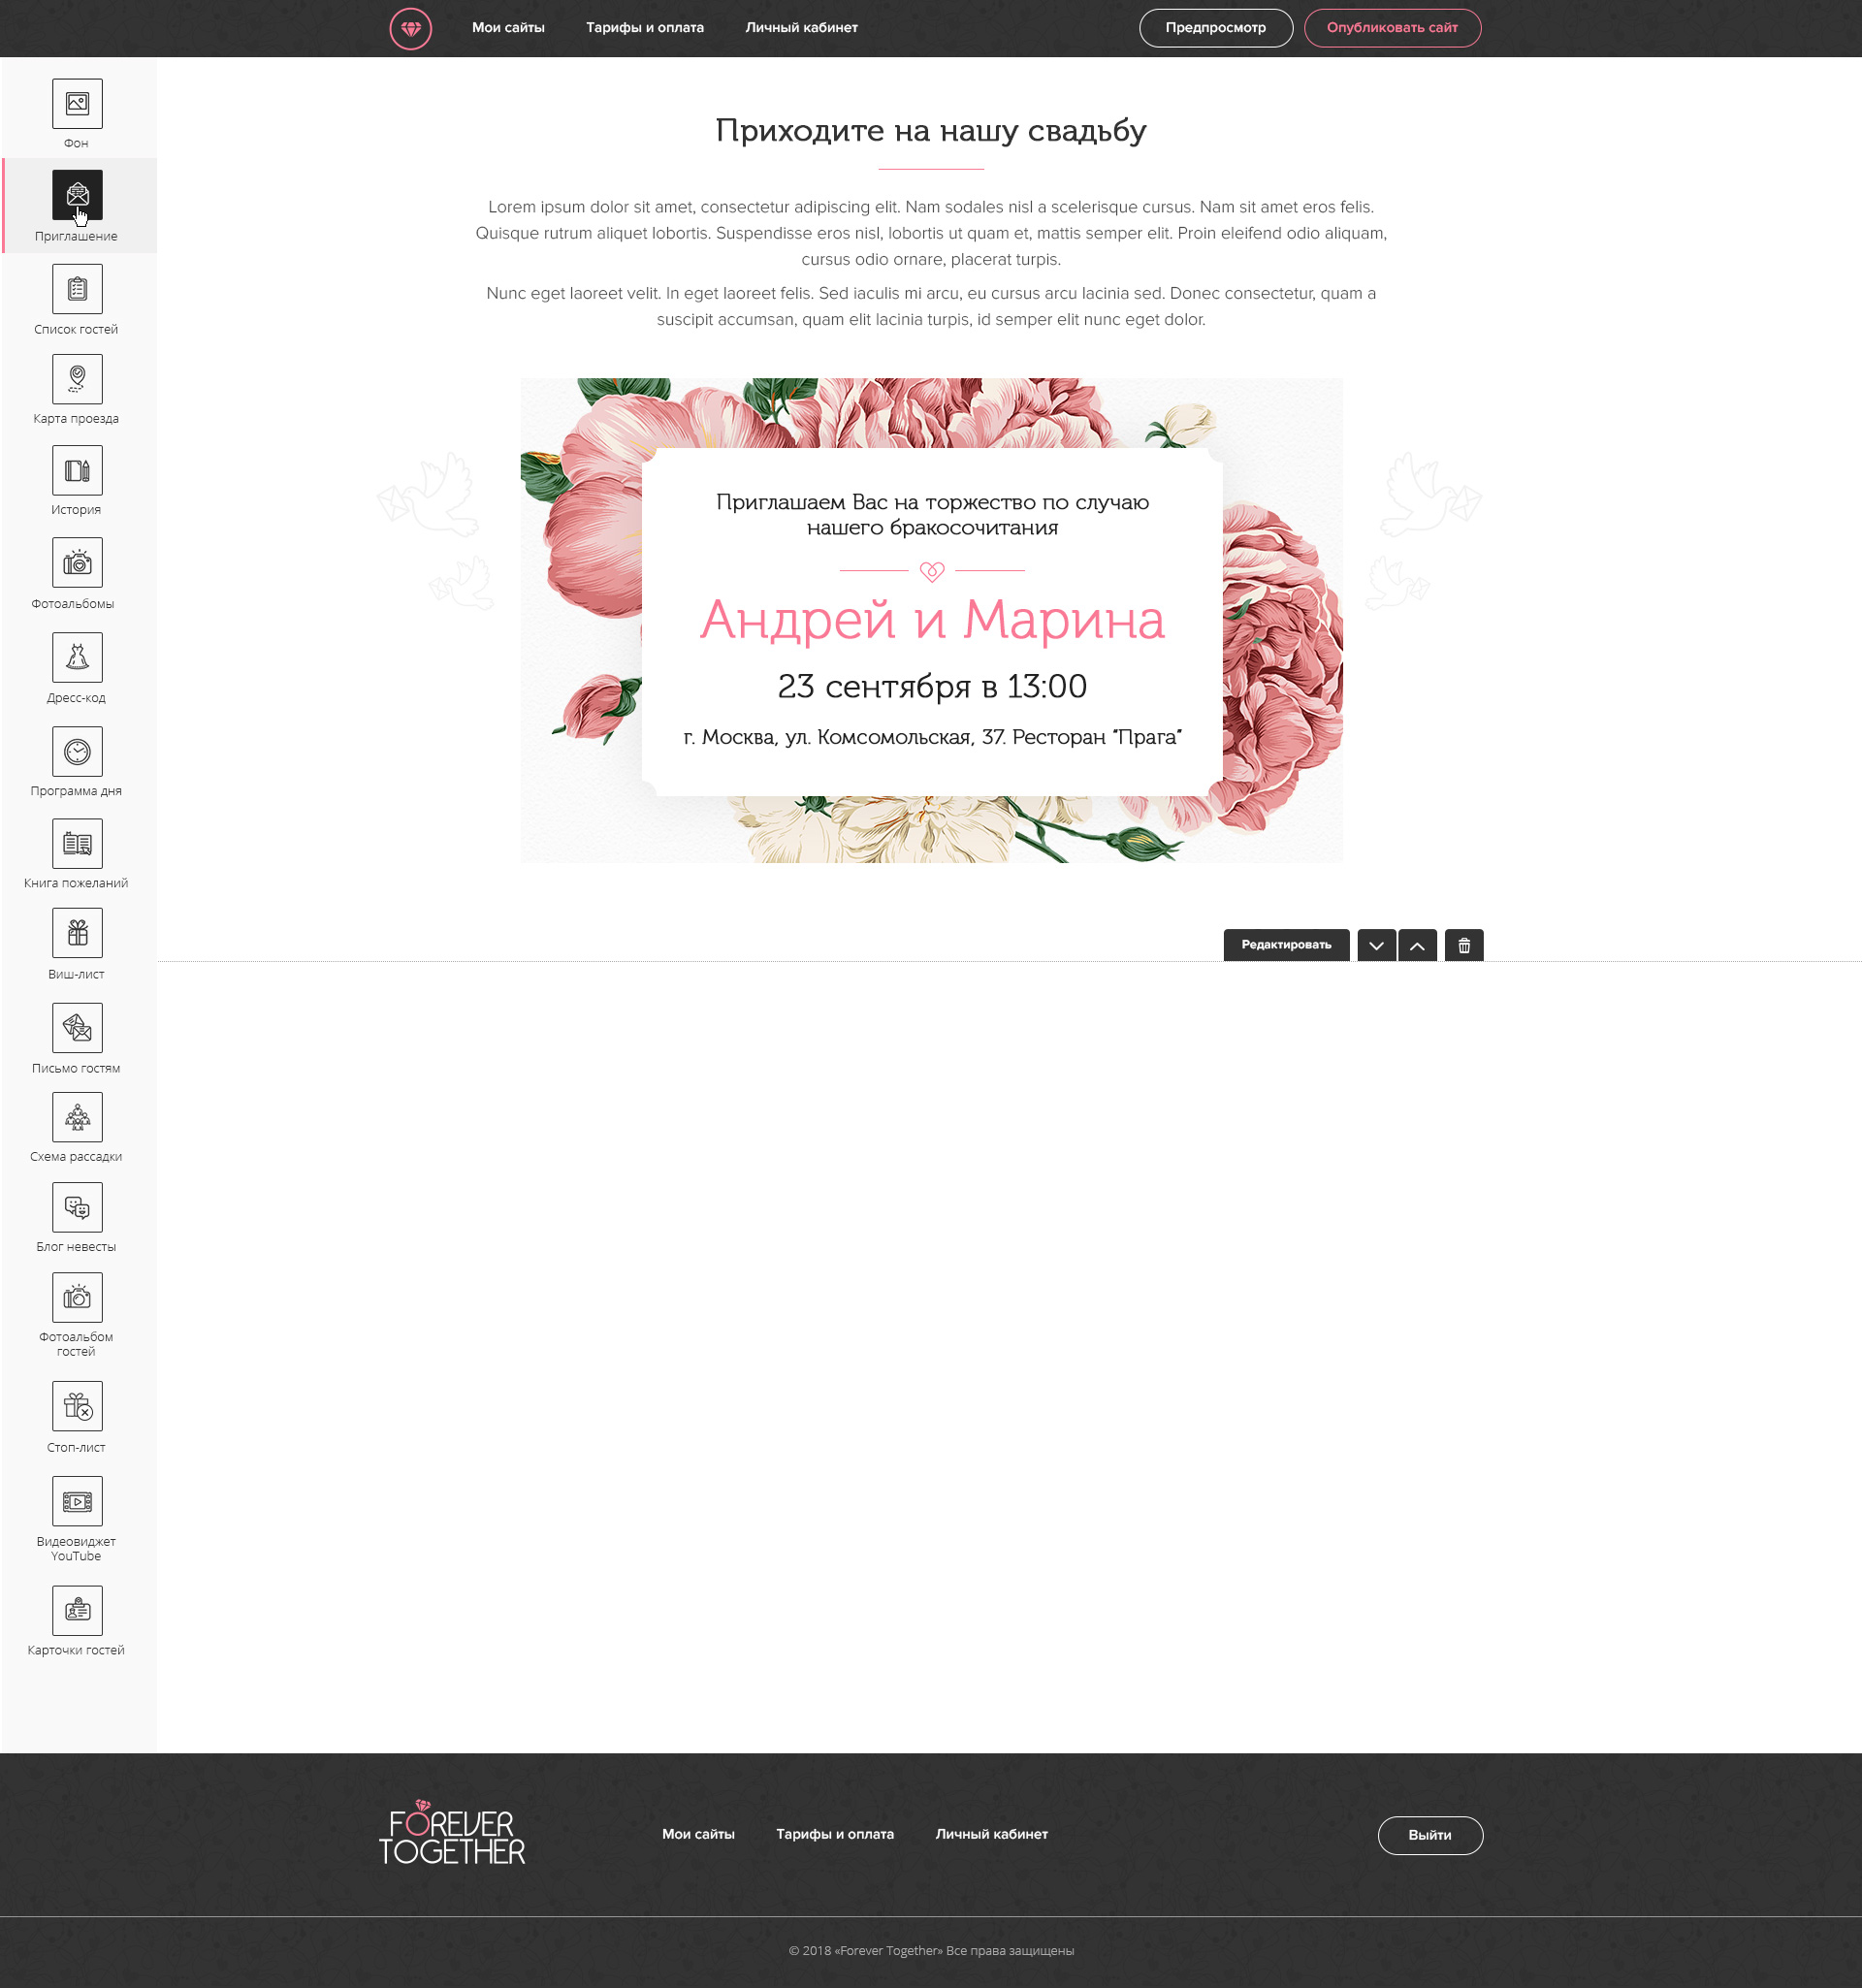 Мои сайты
Тарифы и оплата
Личный кабинет
Предпросмотр
Опубликовать сайт
Фон
Приглашение
Список гостей
Карта проезда
История
Фотоальбомы
Дресс-код
Программа дня
Книга пожеланий
Виш-лист
Письмо гостям
Схема рассадки
Блог невесты
Фотоальбом
гостей
Стоп-лист
Видеовиджет
YouTube
Карточки гостей
Приходите на нашу свадьбу
Lorem ipsum dolor sit amet, consectetur adipiscing elit. Nam sodales nisl a scelerisque cursus. Nam sit amet eros felis.
Quisque rutrum aliquet lobortis. Suspendisse eros nisl, lobortis ut quam et, mattis semper elit. Proin eleifend odio aliquam,
cursus odio ornare, placerat turpis.
Nunc eget laoreet velit. In eget laoreet felis. Sed iaculis mi arcu, eu cursus arcu lacinia sed. Donec consectetur, quam a
suscipit accumsan, quam elit lacinia turpis, id semper elit nunc eget dolor.
Приглашаем Вас на торжество по случаю
нашего бракосочитания
Андрей и Марина
23 сентября в 13:00
г. Москва, ул. Комсомольская, 37. Ресторан "Прага"
Редактировать
FOREVER
TOGETHER
Мои сайты
Тарифы и оплата
Личный кабинет
Выйти
© 2018 «Forever Together» Все права защищены